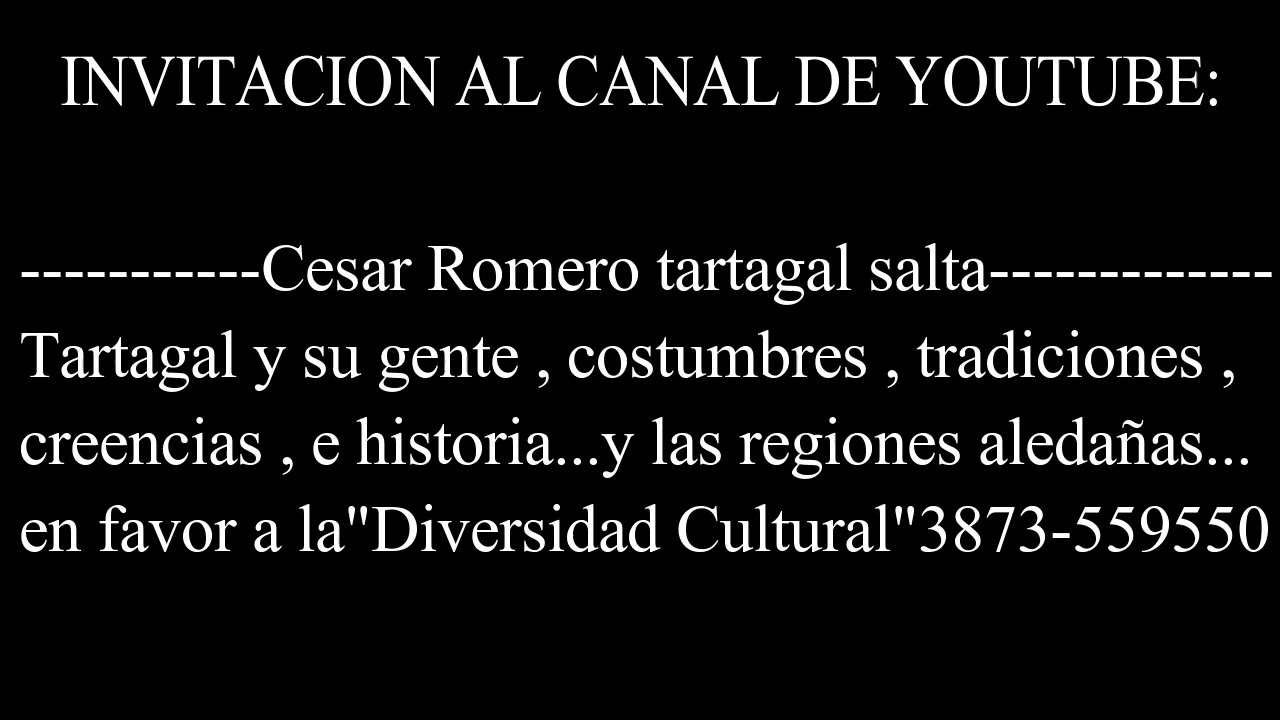 INVITACION AL CANAL DE YOUTUBE:
-----------Cesar Romero tartagal salta-------------
Tartagal y su gente , costumbres , tradiciones ,
creencias , e historia...y las regiones aledañas...
en favor a la"Diversidad Cultural"3873-559550